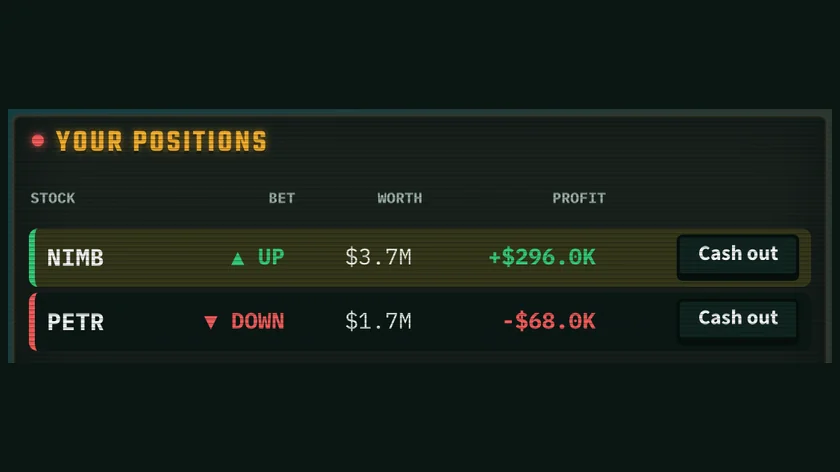 YOUR POSITIONS
STOCK BET WORTH PROFIT
NIMB ▲ UP $3.7M +$296.0K Cash out
PETR ▼ DOWN $1.7M -$68.0K Cash out